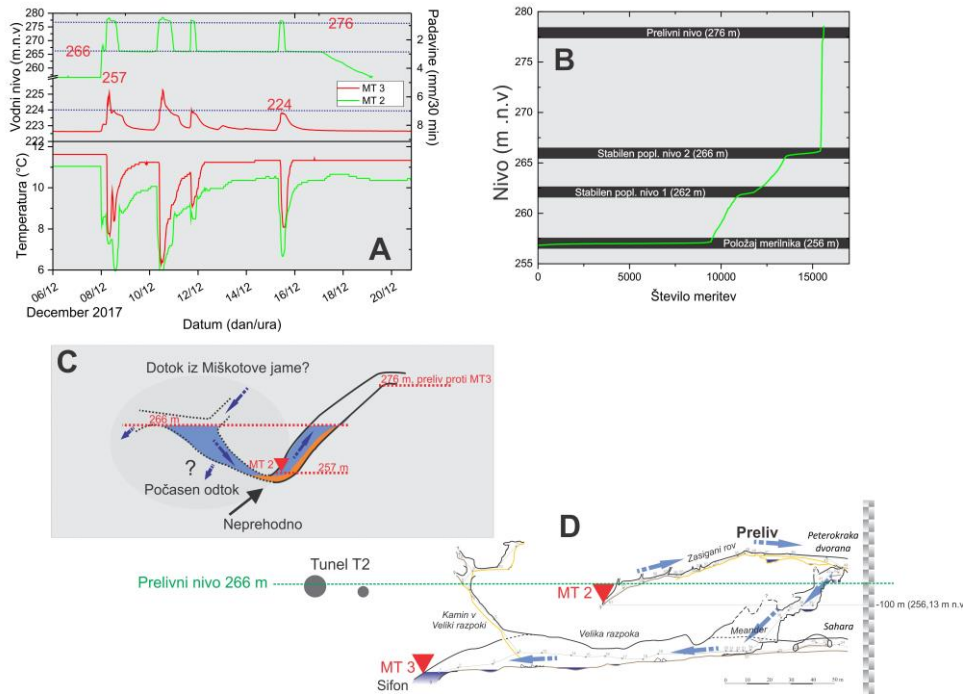 280
275
270
265
260
225
224
223
222
Vodni nivo (m.n.v)
276
266
257
224
MT 3
MT 2
2
4
6
8
Padavine (mm/30 min)
12
10
8
6
Temperatura (°C)
A
06/12
08/12
10/12
12/12
14/12
16/12
18/12
20/12
December 2017
Datum (dan/ura)
280
275
270
265
260
255
Nivo (m .n.v)
B
Prelivni nivo (276 m)
Stabilen popl. nivo 2 (266 m)
Stabilen popl. nivo 1 (262 m)
Položaj merilnika (256 m)
0
5000
10000
15000
Število meritev
C
Dotok iz Miškotove jame?
276 m, preliv proti MT3
266 m
MT 2
257 m
?
Počasen odtok
Neprehodno
D
Preliv
Peterokraka
dvorana
Zasigani rov
Tunel T2
Prelivni nivo 266 m
MT 2
-100 m (256,13 m n.v
Kamin v
Veliki razpoki
Velika razpoka
Meander
Sahara
MT 3
Sifon
0 10 20 30 40 50 m